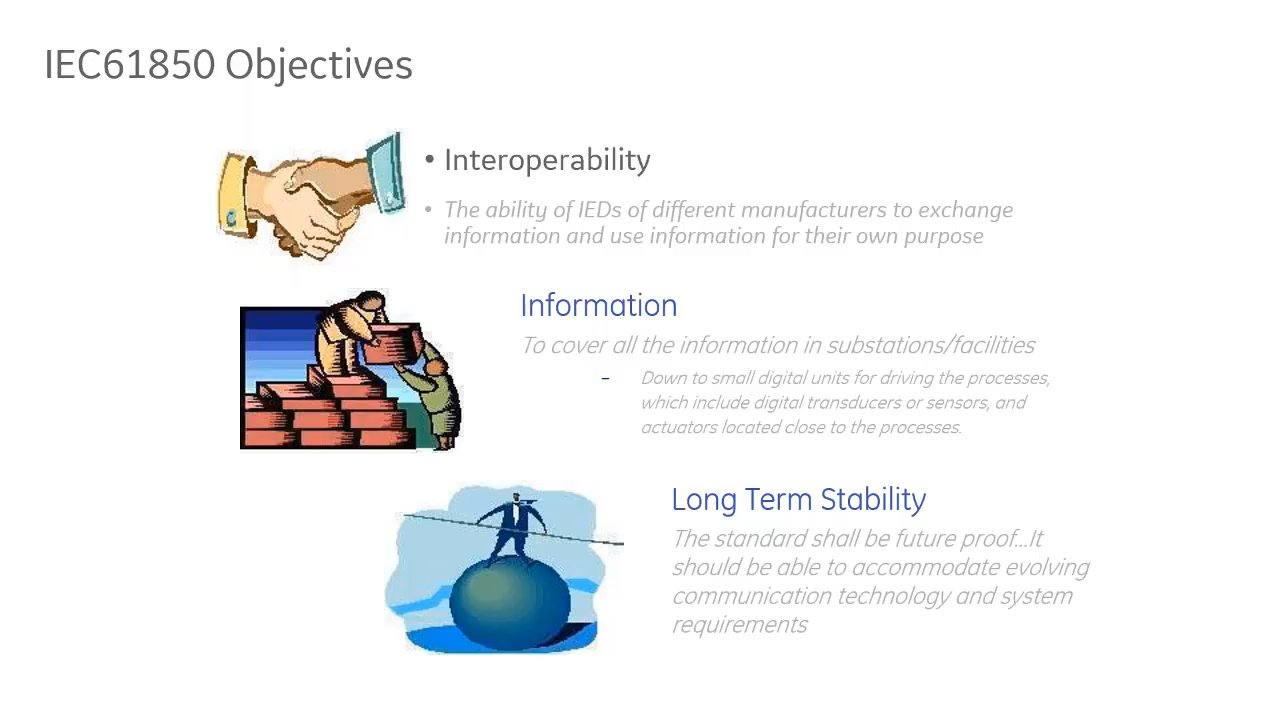 IEC61850 Objectives
• Interoperability
• The ability of IEDs of different manufacturers to exchange
information and use information for their own purpose
Information
To cover all the information in substations/facilities
- Down to small digital units for driving the processes,
which include digital transducers or sensors, and
actuators located close to the processes.
Long Term Stability
The standard shall be future proof...It
should be able to accommodate evolving
communication technology and system
requirements